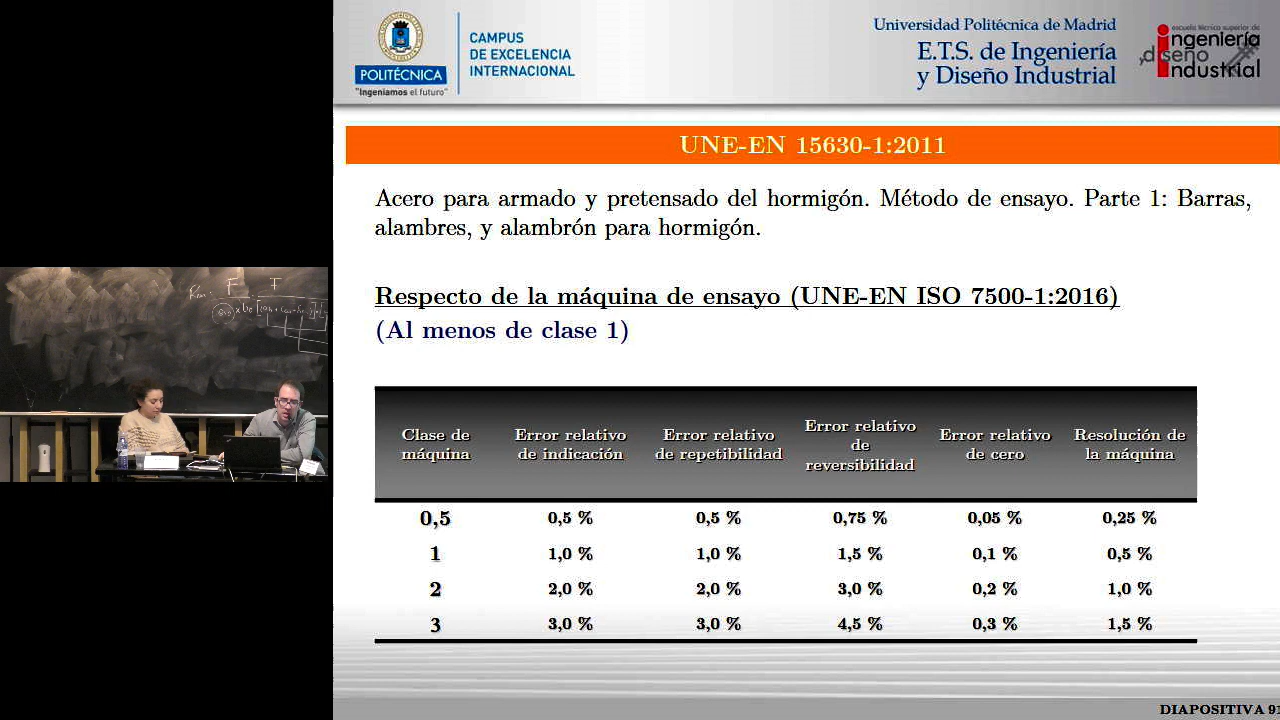 POLITÉCNICA
"Ingeniamos el futuro"
CAMPUS
DE EXCELENCIA
INTERNACIONAL
Universidad Politécnica de Madrid
E.T.S. de Ingeniería
y Diseño Industrial
escuela técnica superior de
ingeniería
y diseño
industrial
UNE-EN 15630-1:2011
Acero para armado y pretensado del hormigón. Método de ensayo. Parte 1: Barras,
alambres, y alambrón para hormigón.
Respecto de la máquina de ensayo (UNE-EN ISO 7500-1:2016)
(Al menos de clase 1)
Clase de máquina Error relativo de indicación Error relativo de repetibilidad Error relativo de reversibilidad Error relativo de cero Resolución de la máquina
0,5 0,5 % 0,5 % 0,75 % 0,05 % 0,25 %
1 1,0 % 1,0 % 1,5 % 0,1 % 0,5 %
2 2,0 % 2,0 % 3,0 % 0,2 % 1,0 %
3 3,0 % 3,0 % 4,5 % 0,3 % 1,5 %
DIAPOSITIVA 91
F F